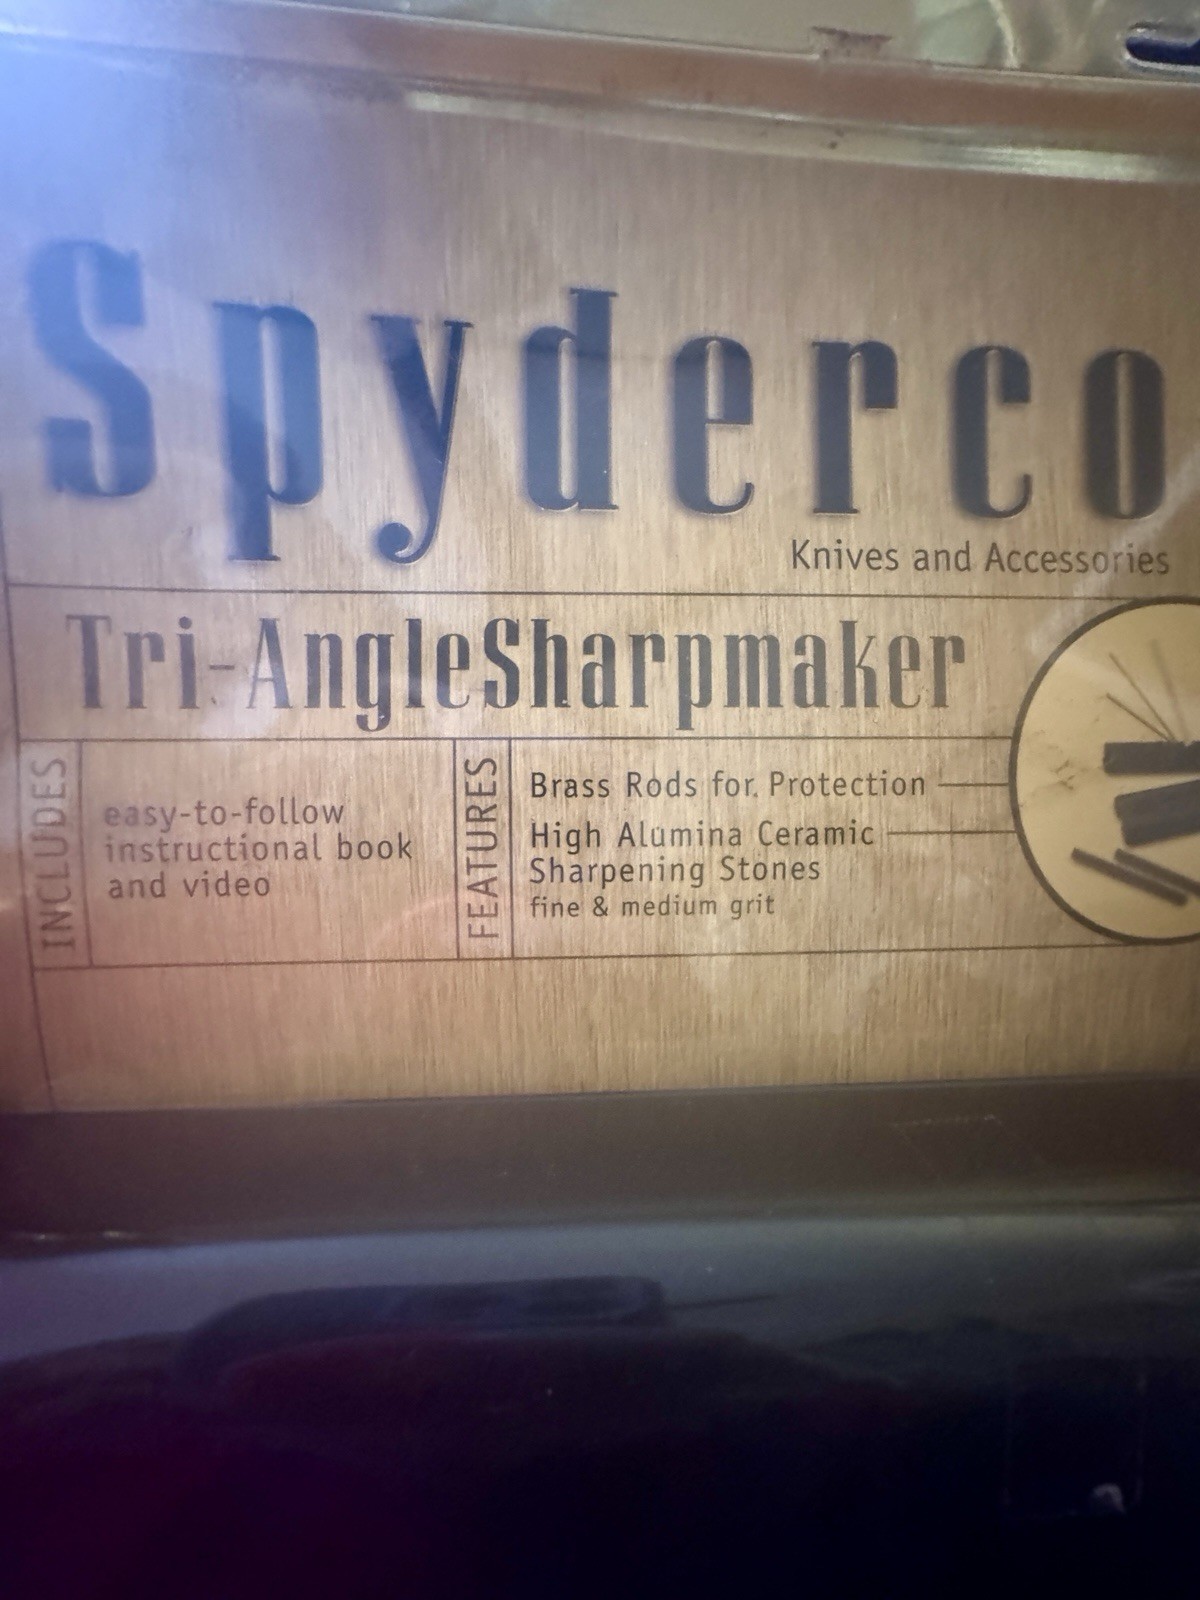 Spyderco
Knives and Accessories
Tri-AngleSharpmaker
INCLUDES
easy-to-follow
instructional book
and video
FEATURES
Brass Rods for Protection
High Alumina Ceramic
Sharpening Stones
fine & medium grit